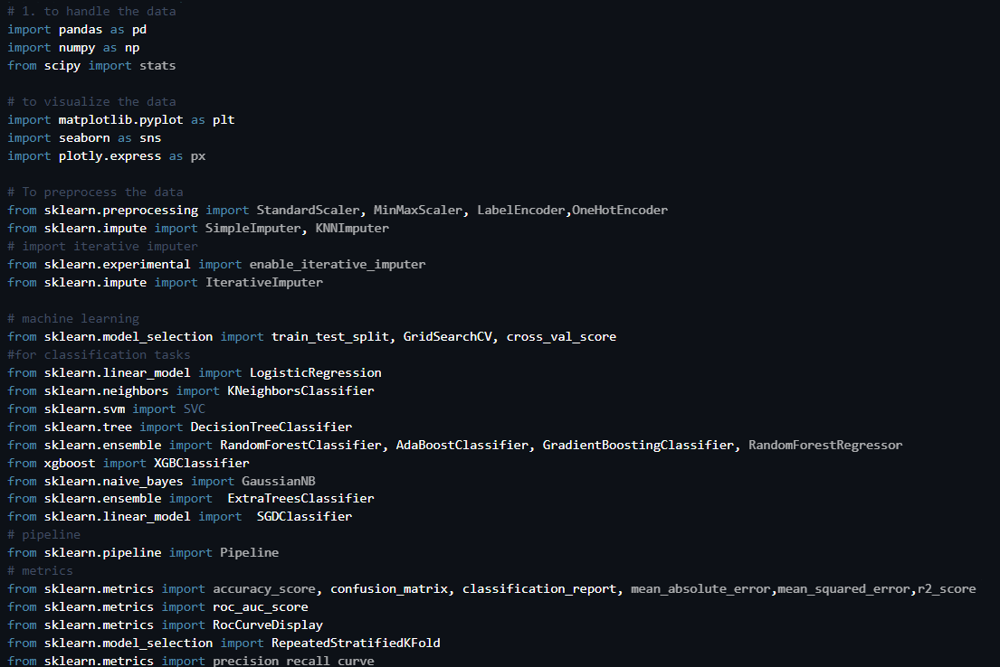 # 1. to handle the data
import pandas as pd
import numpy as np
from scipy import stats
# to visualize the data
import matplotlib.pyplot as plt
import seaborn as sns
import plotly.express as px
# To preprocess the data
from sklearn.preprocessing import StandardScaler, MinMaxScaler, LabelEncoder,OneHotEncoder
from sklearn.impute import SimpleImputer, KNNImputer
# import iterative imputer
from sklearn.experimental import enable_iterative_imputer
from sklearn.impute import IterativeImputer
# machine learning
from sklearn.model_selection import train_test_split, GridSearchCV, cross_val_score
#for classification tasks
from sklearn.linear_model import LogisticRegression
from sklearn.neighbors import KNeighborsClassifier
from sklearn.svm import SVC
from sklearn.tree import DecisionTreeClassifier
from sklearn.ensemble import RandomForestClassifier, AdaBoostClassifier, GradientBoostingClassifier, RandomForestRegressor
from xgboost import XGBClassifier
from sklearn.naive_bayes import GaussianNB
from sklearn.ensemble import  ExtraTreesClassifier
from sklearn.linear_model import  SGDClassifier
# pipeline
from sklearn.pipeline import Pipeline
# metrics
from sklearn.metrics import accuracy_score, confusion_matrix, classification_report, mean_absolute_error,mean_squared_error,r2_score
from sklearn.metrics import roc_auc_score
from sklearn.metrics import RocCurveDisplay
from sklearn.model_selection import RepeatedStratifiedKFold
from sklearn.metrics import precision_recall_curve